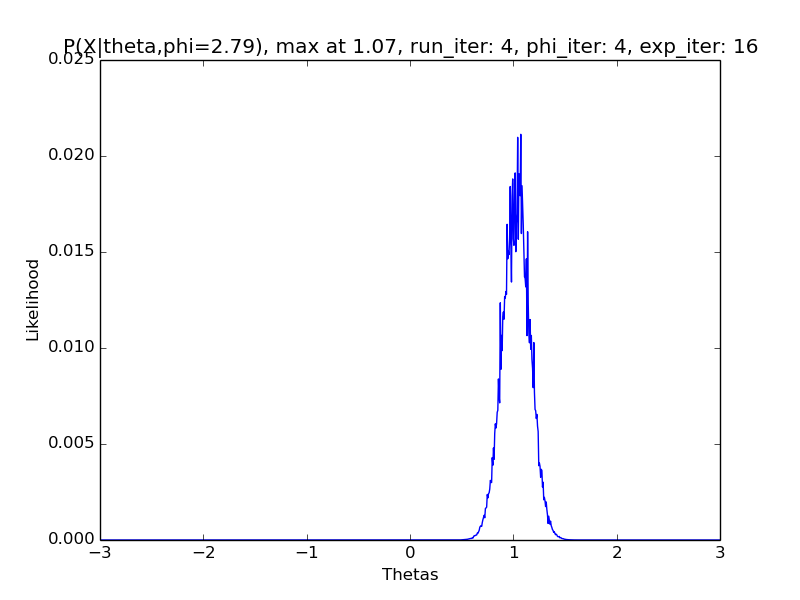 P(X|theta,phi=2.79), max at 1.07, run_iter: 4, phi_iter: 4, exp_iter: 16
0.025
0.020
0.015
0.010
0.005
0.000
Likelihood
−3 −2 −1 0 1 2 3
Thetas